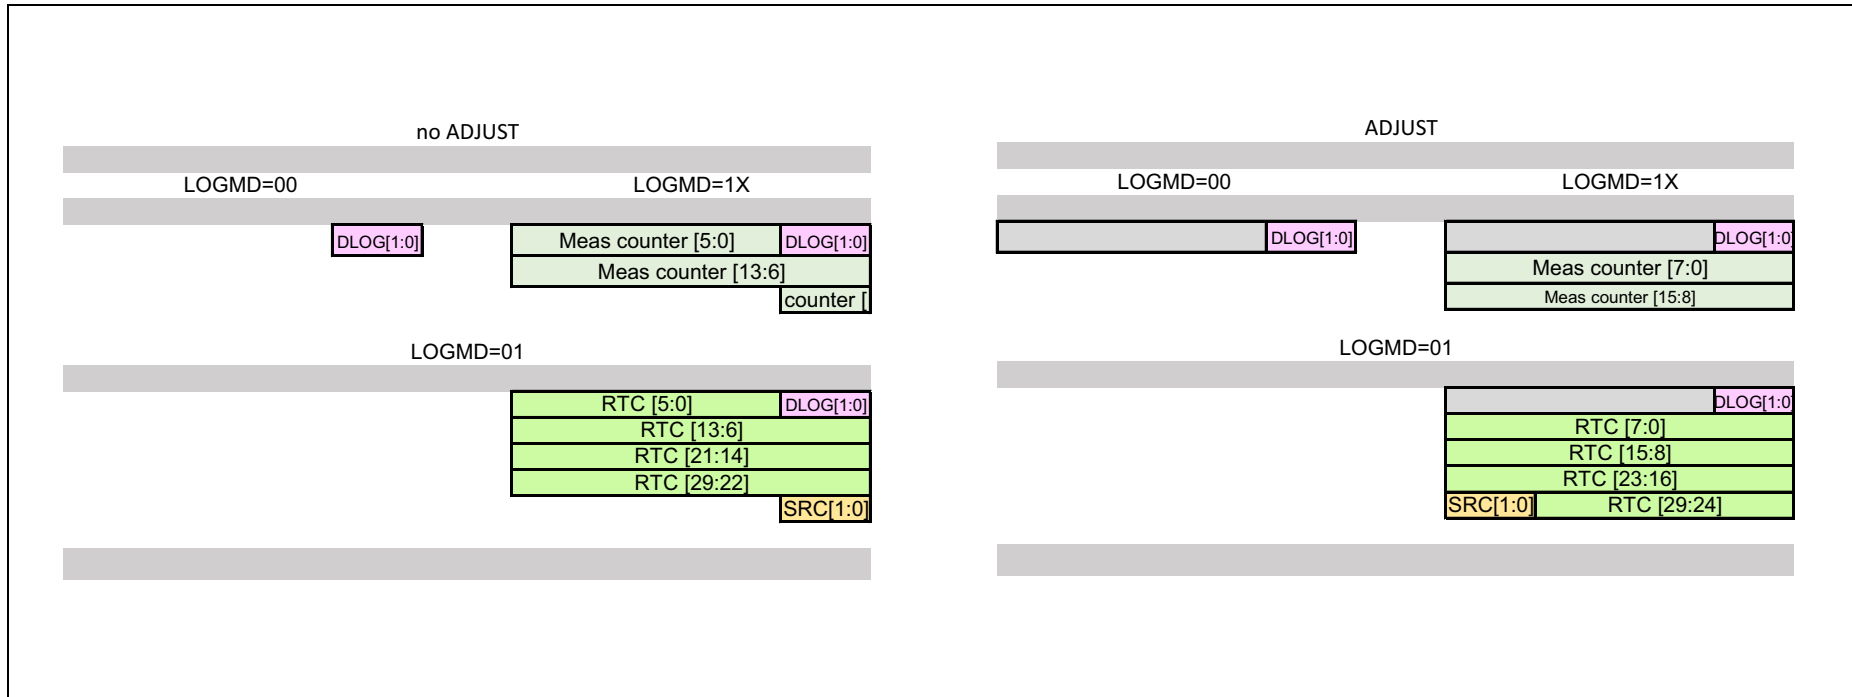 no ADJUST
LOGMD=00 LOGMD=1X
DLOG[1:0] Meas counter [5:0] DLOG[1:0]
Meas counter [13:6]
counter [
LOGMD=01
RTC [5:0] DLOG[1:0]
RTC [13:6]
RTC [21:14]
RTC [29:22]
SRC[1:0]
ADJUST
LOGMD=00 LOGMD=1X
DLOG[1:0] DLOG[1:0]
Meas counter [7:0]
Meas counter [15:8]
LOGMD=01
DLOG[1:0]
RTC [7:0]
RTC [15:8]
RTC [23:16]
SRC[1:0] RTC [29:24]